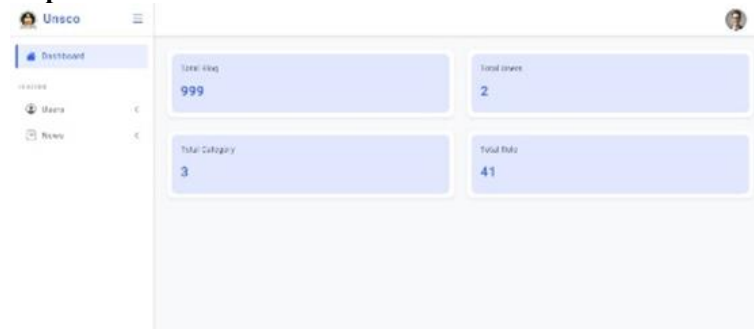 Unsco
Dashboard
Total Blog
999
Total Users
2
Users
News
Total Category
3
Total Role
41